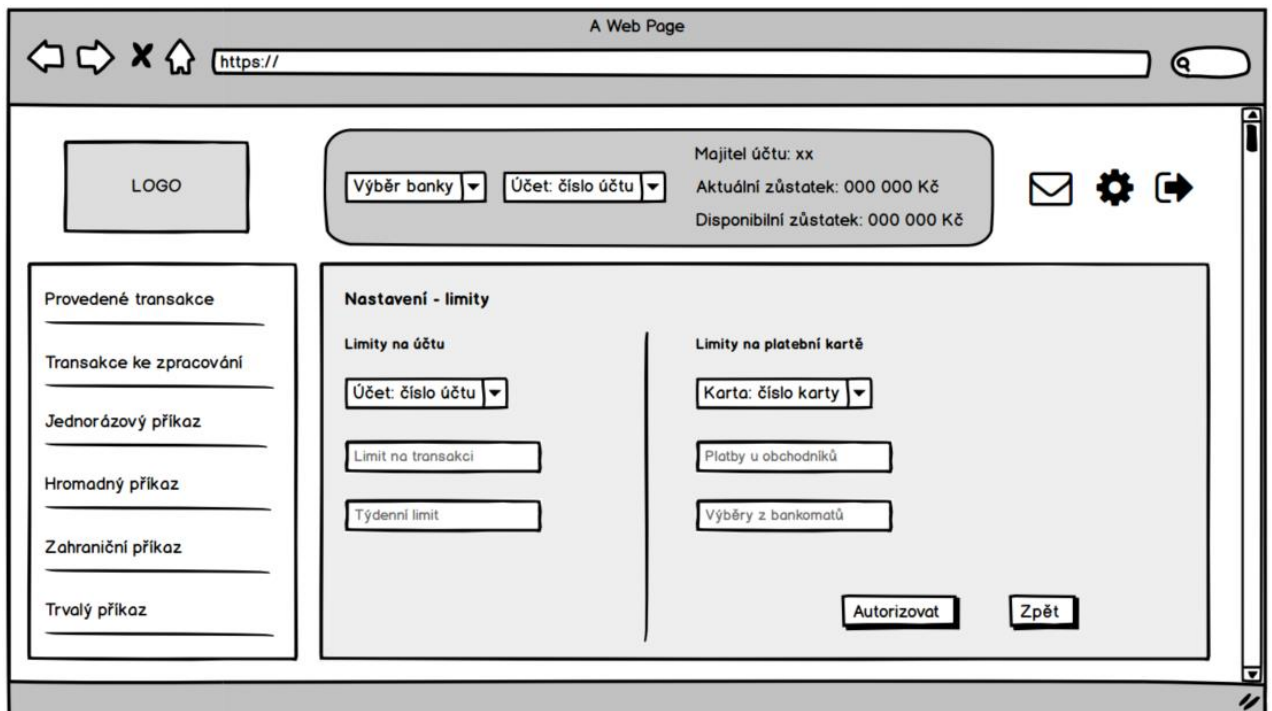 A Web Page
https://
LOGO
Výběr banky
Účet: číslo účtu
Majitel účtu: xx
Aktuální zůstatek: 000 000 Kč
Disponibilní zůstatek: 000 000 Kč
Provedené transakce
Transakce ke zpracování
Jednorázový příkaz
Hromadný příkaz
Zahraniční příkaz
Trvalý příkaz
Nastavení - limity
Limity na účtu
Účet: číslo účtu
Limit na transakci
Týdenní limit
Limity na platební kartě
Karta: číslo karty
Platby u obchodníků
Výběry z bankomatů
Autorizovat
Zpět